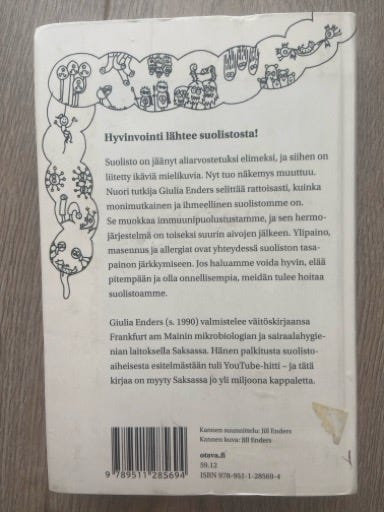 Hyvinvointi lähtee suolistosta!
Suolisto on jäänyt aliarvostetuksi elimeksi, ja siihen on
liitetty ikäviä mielikuvia. Nyt tuo näkemys muuttuu.
Nuori tutkija Giulia Enders selittää rattoisasti, kuinka
monimutkainen ja ihmeellinen suolistomme on.
Se muokkaa immuunipuolustustamme, ja sen hermo-
järjestelmä on toiseksi suurin aivojen jälkeen. Ylipaino,
masennus ja allergiat ovat yhteydessä suoliston tasa-
painon järkkymiseen. Jos haluamme voida hyvin, elää
pitempään ja olla onnellisempia, meidän tulee hoitaa
suolistoamme.
Giulia Enders (s. 1990) valmistelee väitöskirjaansa
Frankfurt am Mainin mikrobiologian ja sairaalahygie-
nian laitoksella Saksassa. Hänen palkitusta suolisto-
aiheisesta esitelmästään tuli YouTube-hitti – ja tätä
kirjaa on myyty Saksassa jo yli miljoona kappaletta.
Kannen suunnittelu: Jill Enders
Kannen kuva: Jill Enders
otava.fi
59.12
ISBN 978-951-1-28569-4
9 789511 285694